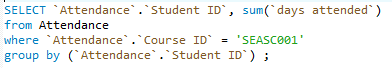 SELECT `Attendance`.`Student ID`, sum(`days attended`)
from Attendance
where `Attendance`.`Course ID` = 'SEASC001'
group by (`Attendance`.`Student ID`) ;